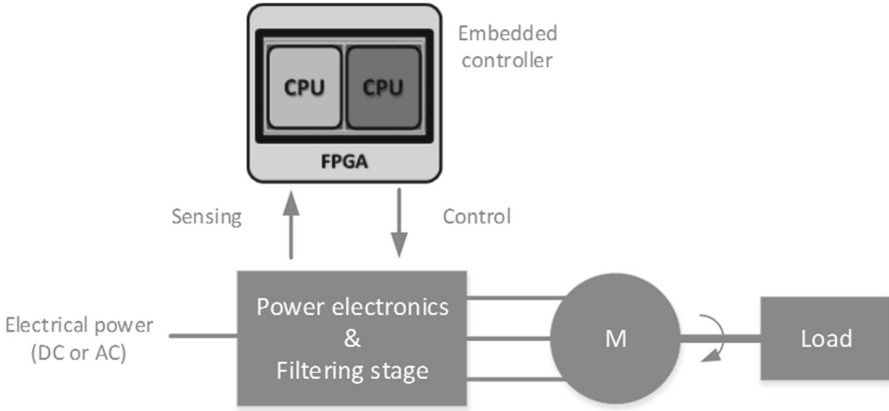 Embedded
controller
CPU
CPU
FPGA
Sensing
Control
Electrical power
(DC or AC)
Power electronics
&
Filtering stage
M
Load